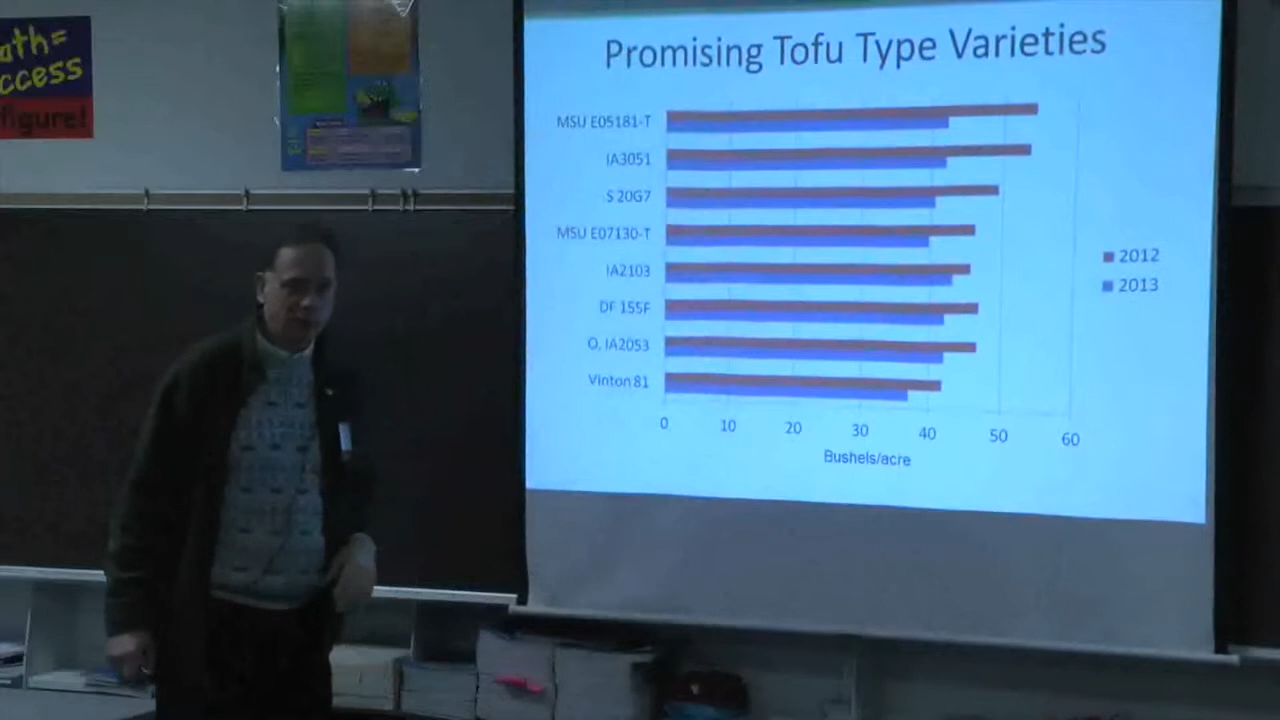 ath=
ccess
figure!
Promising Tofu Type Varieties
MSU E05181-T
IA3051
S 20G7
MSU E07130-T
IA2103
DF 155F
O, IA2053
Vinton 81
0 10 20 30 40 50 60
Bushels/acre
2012
2013